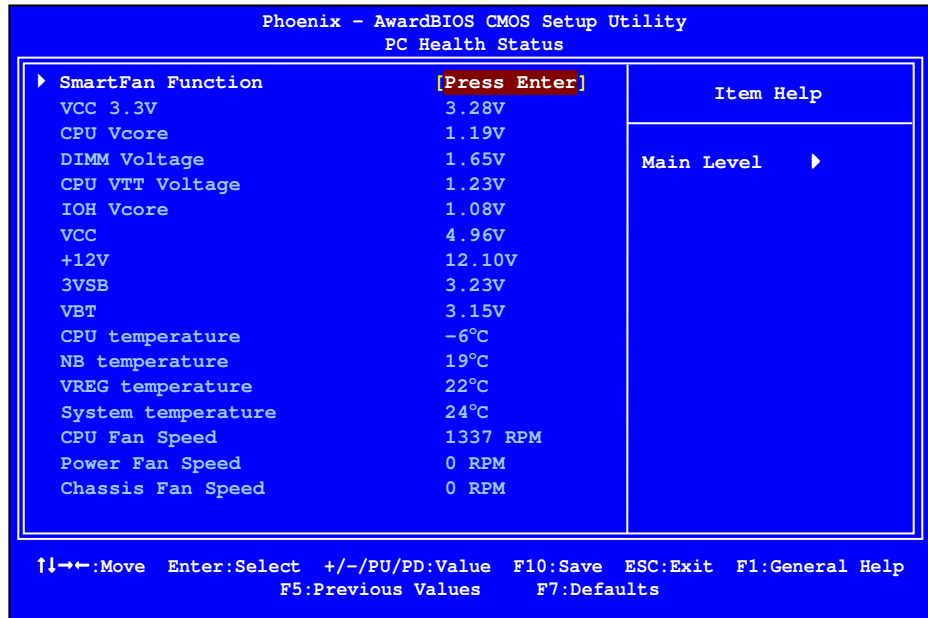 Phoenix – AwardBIOS CMOS Setup Utility
PC Health Status
SmartFan Function [Press Enter]
VCC 3.3V 3.28V
CPU Vcore 1.19V
DIMM Voltage 1.65V
CPU VTT Voltage 1.23V
IOH Vcore 1.08V
VCC 4.96V
+12V 12.10V
3VSB 3.23V
VBT 3.15V
CPU temperature –6°C
NB temperature 19°C
VREG temperature 22°C
System temperature 24°C
CPU Fan Speed 1337 RPM
Power Fan Speed 0 RPM
Chassis Fan Speed 0 RPM
Item Help
Main Level
↑↓→←:Move Enter:Select +/-/PU/PD:Value F10:Save ESC:Exit F1:General Help
F5:Previous Values F7:Defaults